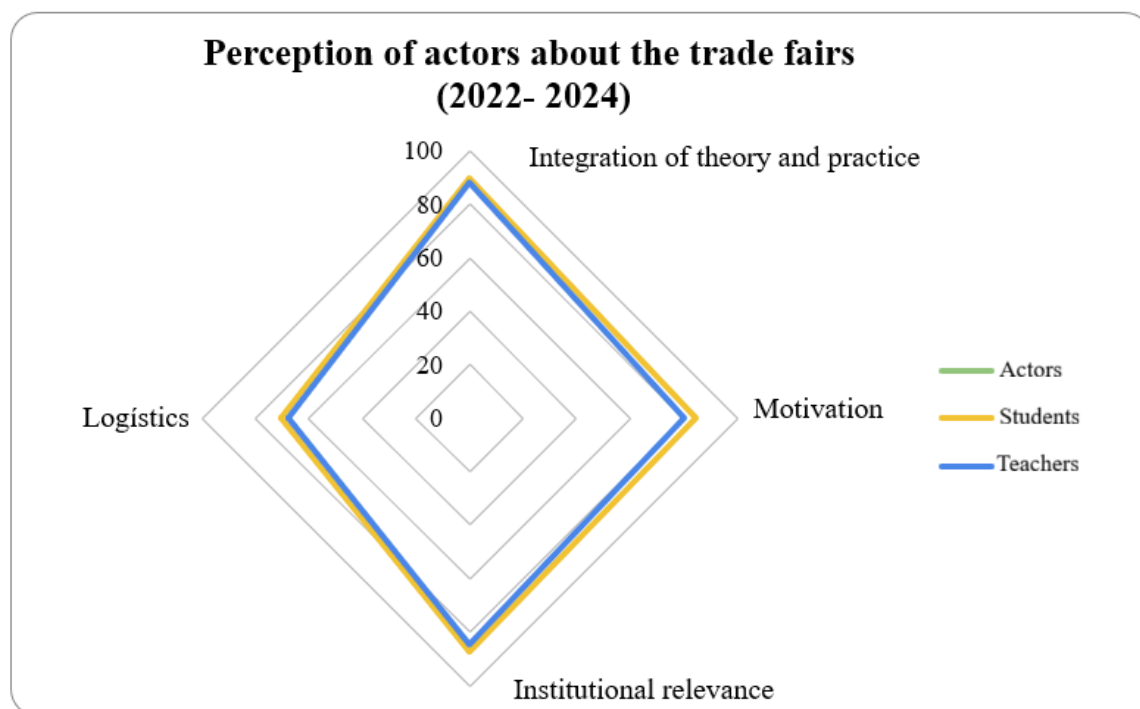 Perception of actors about the trade fairs
(2022- 2024)
100
Integration of theory and practice
80
60
40
20
0
Logístics
Motivation
Actors
Students
Teachers
Institutional relevance